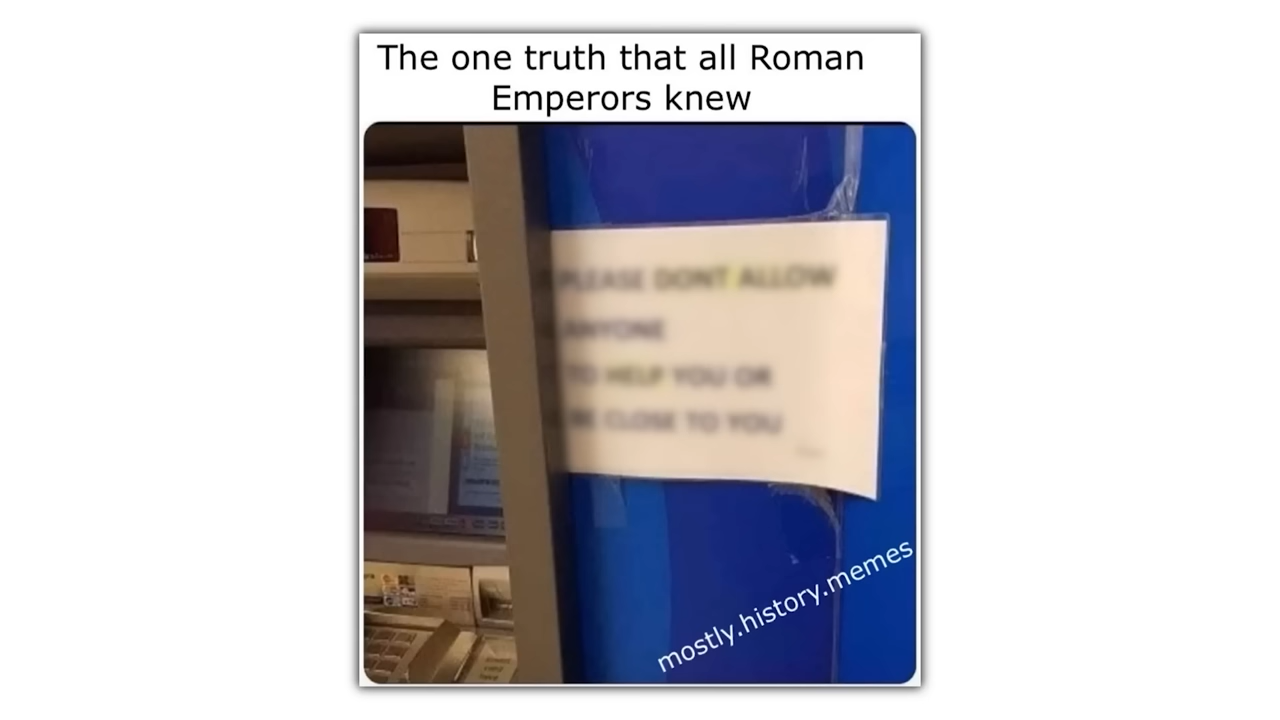 The one truth that all Roman
Emperors knew
PLEASE DONT ALLOW
ANYONE
TO HELP YOU OR
BE CLOSE TO YOU
mostly.history.memes